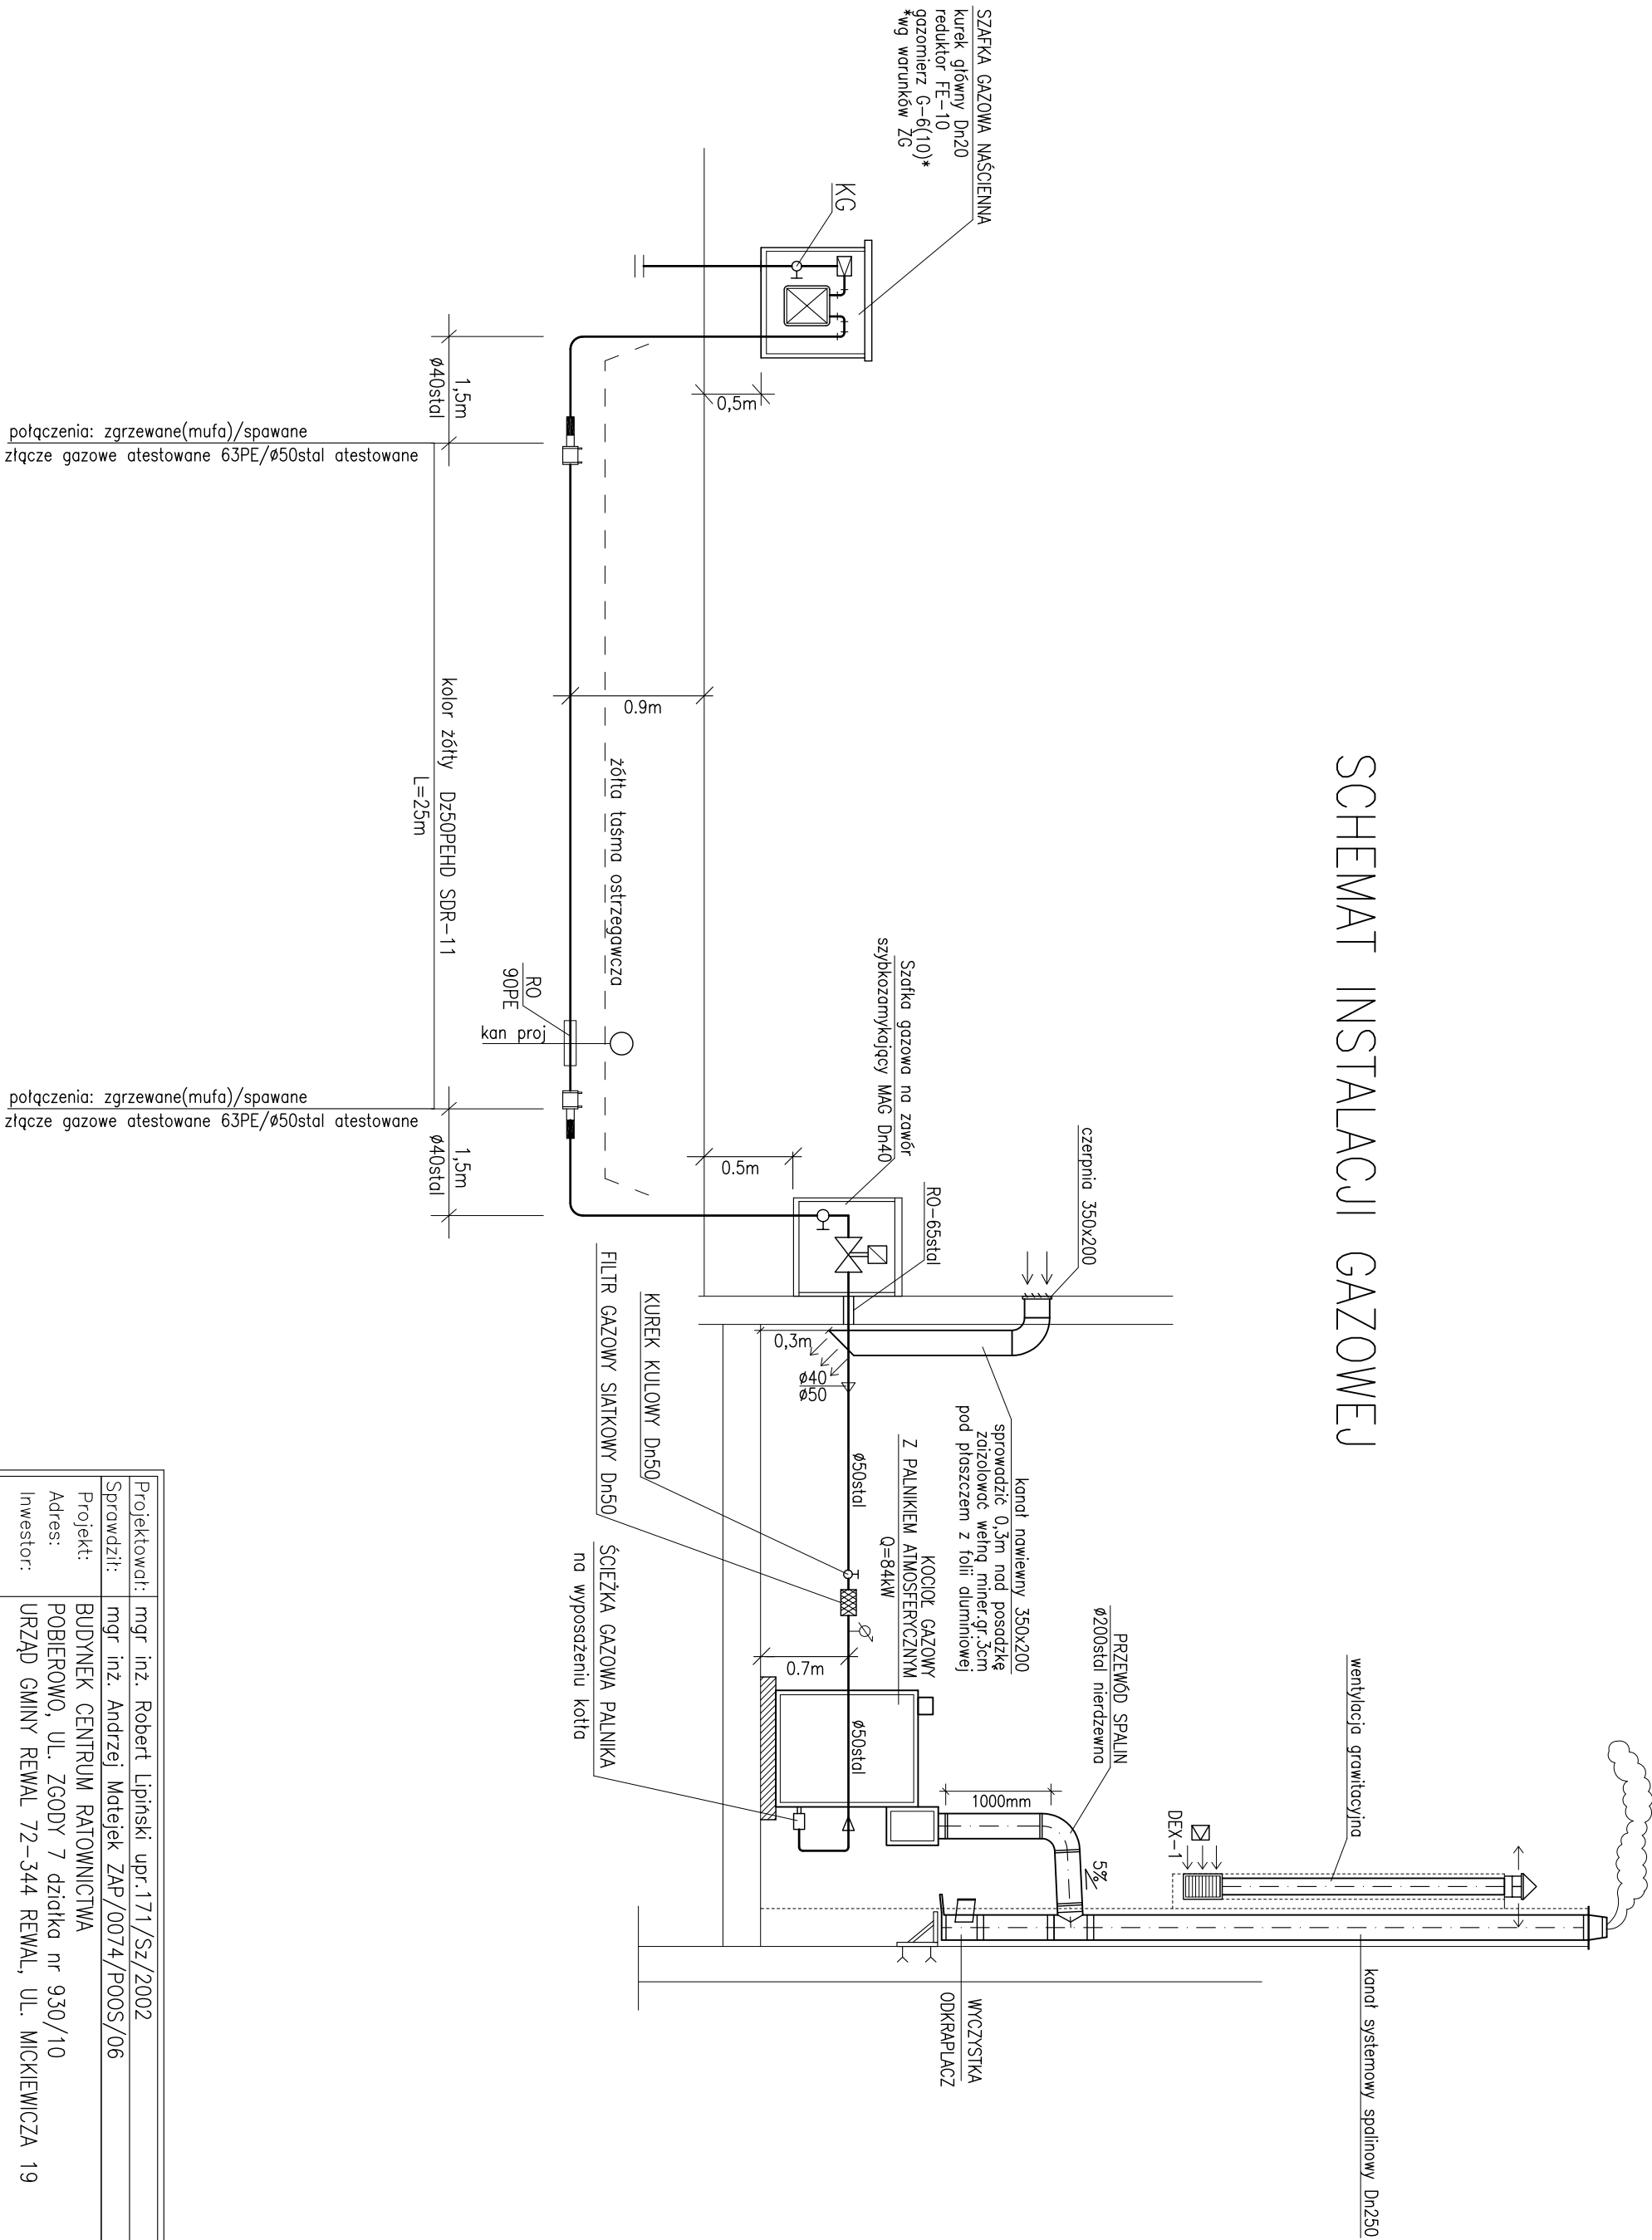 SCHEMAT INSTALACJI GAZOWEJ
SZAFKA GAZOWA NAŚCIENNA
kurek główny Dn20
reduktor FE-10
gazomierz G-6(10)*
*wg warunków ZG
KG
0,5m
1,5m
ø40stal
połączenia: zgrzewane(mufa)/spawane
złącze gazowe atestowane 63PE/ø50stal atestowane
0.9m
żółta taśma ostrzegawcza
kolor żółty Dz50PEHD SDR-11
L=25m
RO
90PE
kan proj
połączenia: zgrzewane(mufa)/spawane
złącze gazowe atestowane 63PE/ø50stal atestowane
1,5m
ø40stal
0.5m
Szafka gazowa na zawór
szybkozamykający MAG Dn40
RO-65stal
czerpnia 350x200
0,3m
ø40
ø50
kanał nawiewny 350x200
sprowadzić 0,3m nad posadzkę
zaizolować wełną miner.gr.3cm
pod płaszczem z folii aluminiowej
KUREK KULOWY Dn50
FILTR GAZOWY SIATKOWY Dn50
ø50stal
KOCIOŁ GAZOWY
Z PALNIKIEM ATMOSFERYCZNYM
Q=84kW
0.7m
ø50stal
ŚCIEŻKA GAZOWA PALNIKA
na wyposażeniu kotła
PRZEWÓD SPALIN
ø200stal nierdzewna
1000mm
5%
DEX-1
wentylacja grawitacyjna
kanał systemowy spalinowy Dn250
WYCZYSTKA
ODKRAPLACZ
Projektował: mgr inż. Robert Lipiński upr.171/Sz/2002
Sprawdził: mgr inż. Andrzej Matejek ZAP/0074/POOS/06
Projekt: BUDYNEK CENTRUM RATOWNICTWA
Adres: POBIEROWO, UL. ZGODY 7 działka nr 930/10
Inwestor: URZĄD GMINY REWAL 72-344 REWAL, UL. MICKIEWICZA 19